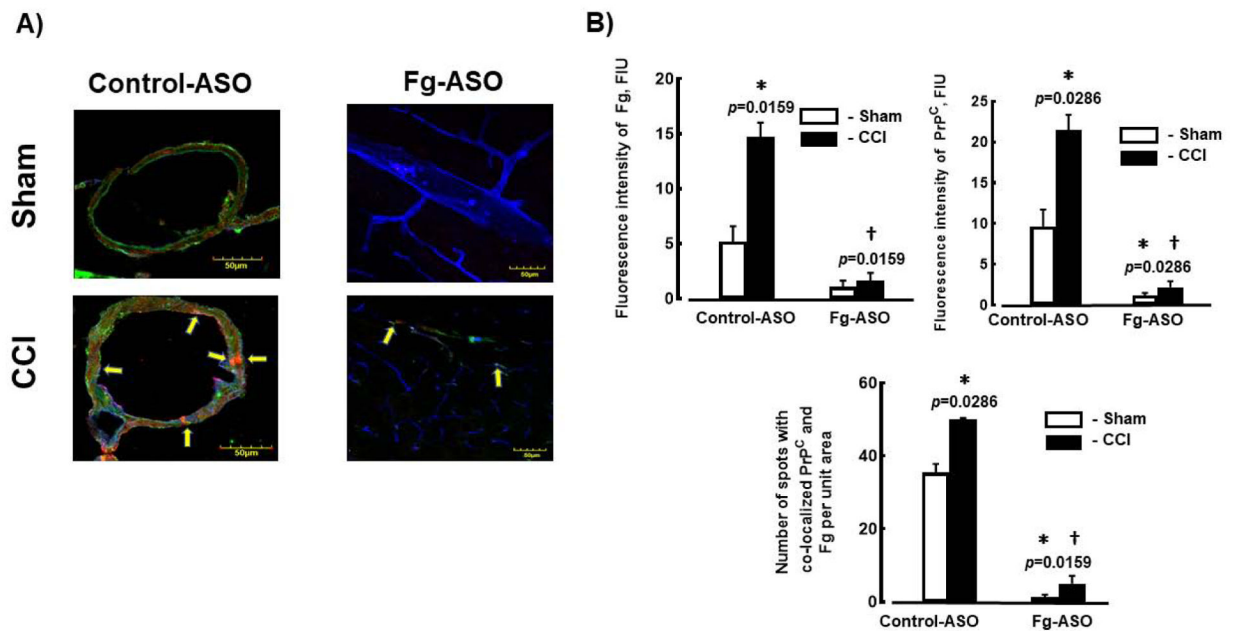 A)
Control-ASO
Fg-ASO
Sham
50μm
50μm
CCI
50μm
50μm
B)
Fluorescence intensity of Fg, FIU
20
15
10
5
0
*
p=0.0159
- Sham
- CCI
†
p=0.0159
Control-ASO
Fg-ASO
Fluorescence intensity of PrPᶜ, FIU
25
20
15
10
5
0
*
p=0.0286
- Sham
- CCI
* †
p=0.0286
Control-ASO
Fg-ASO
Number of spots with
co-localized PrPᶜ and
Fg per unit area
60
40
20
0
*
p=0.0286
- Sham
- CCI
* †
p=0.0159
Control-ASO
Fg-ASO